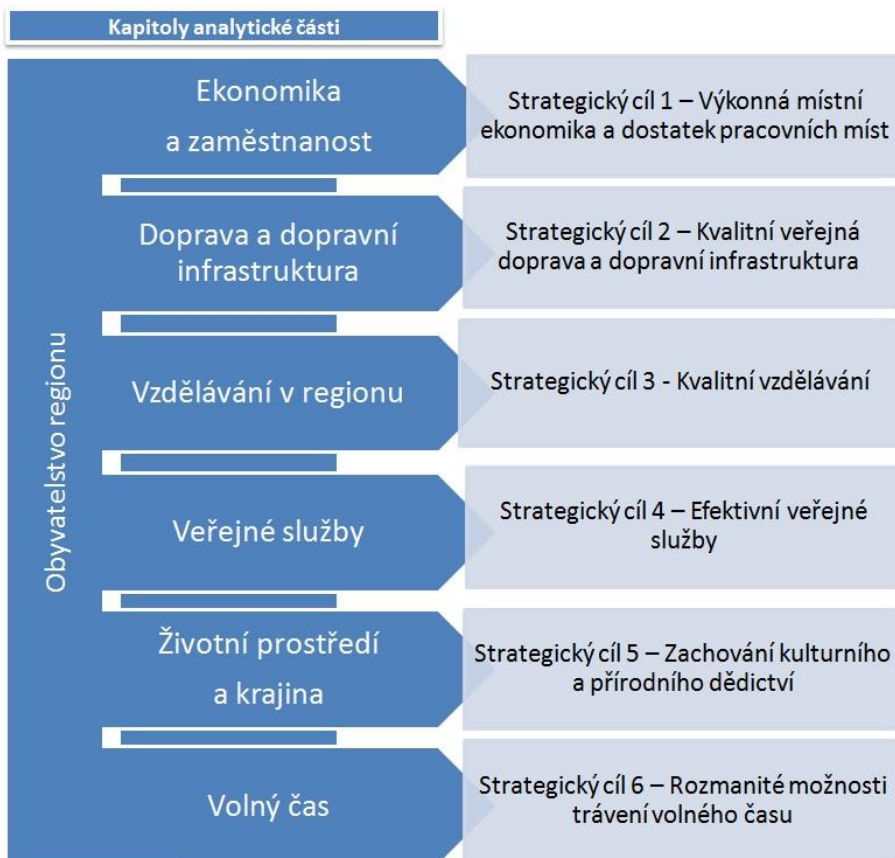 Kapitoly analytické části
Obyvatelstvo regionu
Ekonomika
a zaměstnanost
Strategický cíl 1 – Výkonná místní
ekonomika a dostatek pracovních míst
Doprava a dopravní
infrastruktura
Strategický cíl 2 – Kvalitní veřejná
doprava a dopravní infrastruktura
Vzdělávání v regionu
Strategický cíl 3 - Kvalitní vzdělávání
Veřejné služby
Strategický cíl 4 – Efektivní veřejné
služby
Životní prostředí
a krajina
Strategický cíl 5 – Zachování kulturního
a přírodního dědictví
Volný čas
Strategický cíl 6 – Rozmanité možnosti
trávení volného času